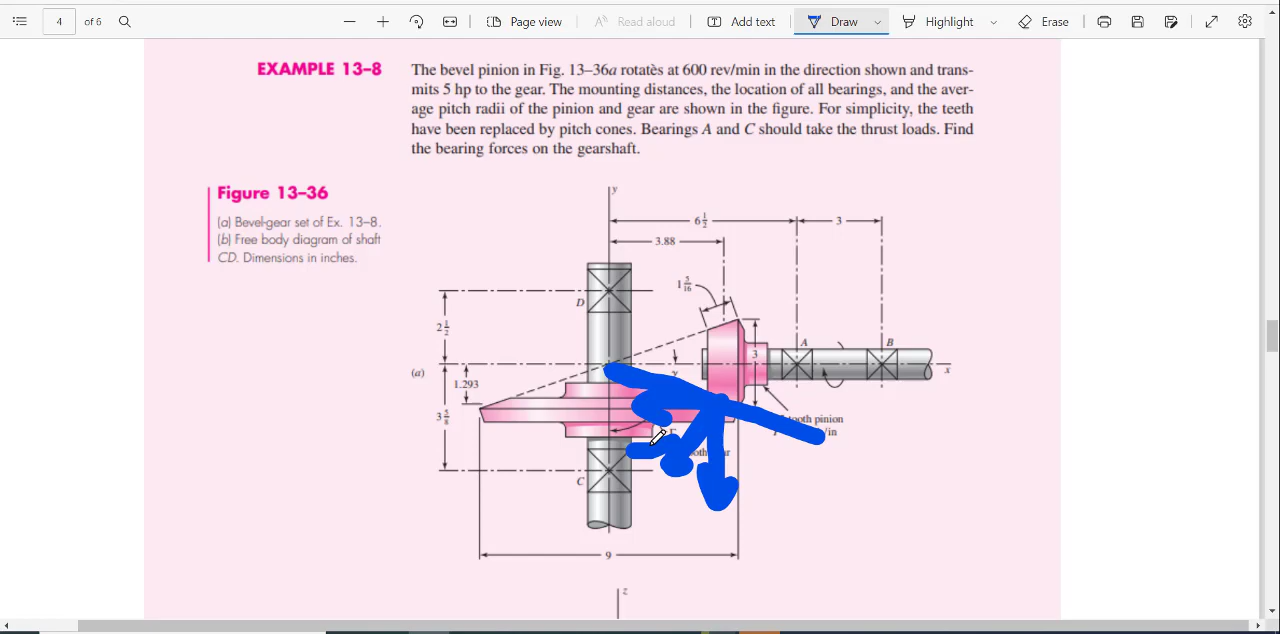 4 of 6 Page view Read aloud Add text Draw Highlight Erase
EXAMPLE 13–8
The bevel pinion in Fig. 13–36a rotatès at 600 rev/min in the direction shown and trans-
mits 5 hp to the gear. The mounting distances, the location of all bearings, and the aver-
age pitch radii of the pinion and gear are shown in the figure. For simplicity, the teeth
have been replaced by pitch cones. Bearings A and C should take the thrust loads. Find
the bearing forces on the gearshaft.
Figure 13–36
(a) Bevel-gear set of Ex. 13–8.
(b) Free body diagram of shaft
CD. Dimensions in inches.
y
6 1/2
3
3.88
1 5/16
D
2 1/2
A
B
3
(a)
γ
x
1.293
3 5/8
Γ
pinion
/in
C
9
z